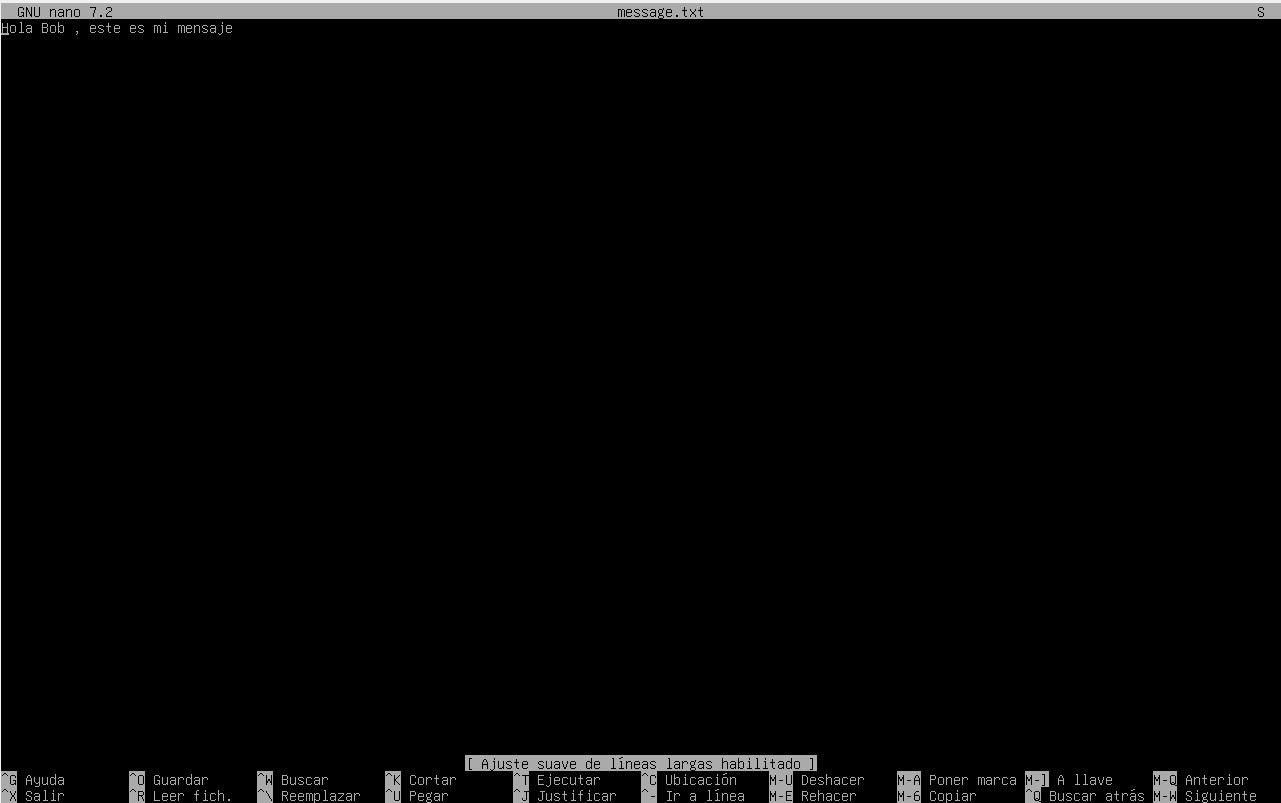 GNU nano 7.2 message.txt S
Hola Bob , este es mi mensaje
[ Ajuste suave de líneas largas habilitado ]
^G Ayuda ^O Guardar ^W Buscar ^K Cortar ^T Ejecutar ^C Ubicación M-U Deshacer M-A Poner marca M-] A llave M-Q Anterior
^X Salir ^R Leer fich. ^\ Reemplazar ^U Pegar ^J Justificar ^- Ir a línea M-E Rehacer M-6 Copiar ^Q Buscar atrás M-W Siguiente